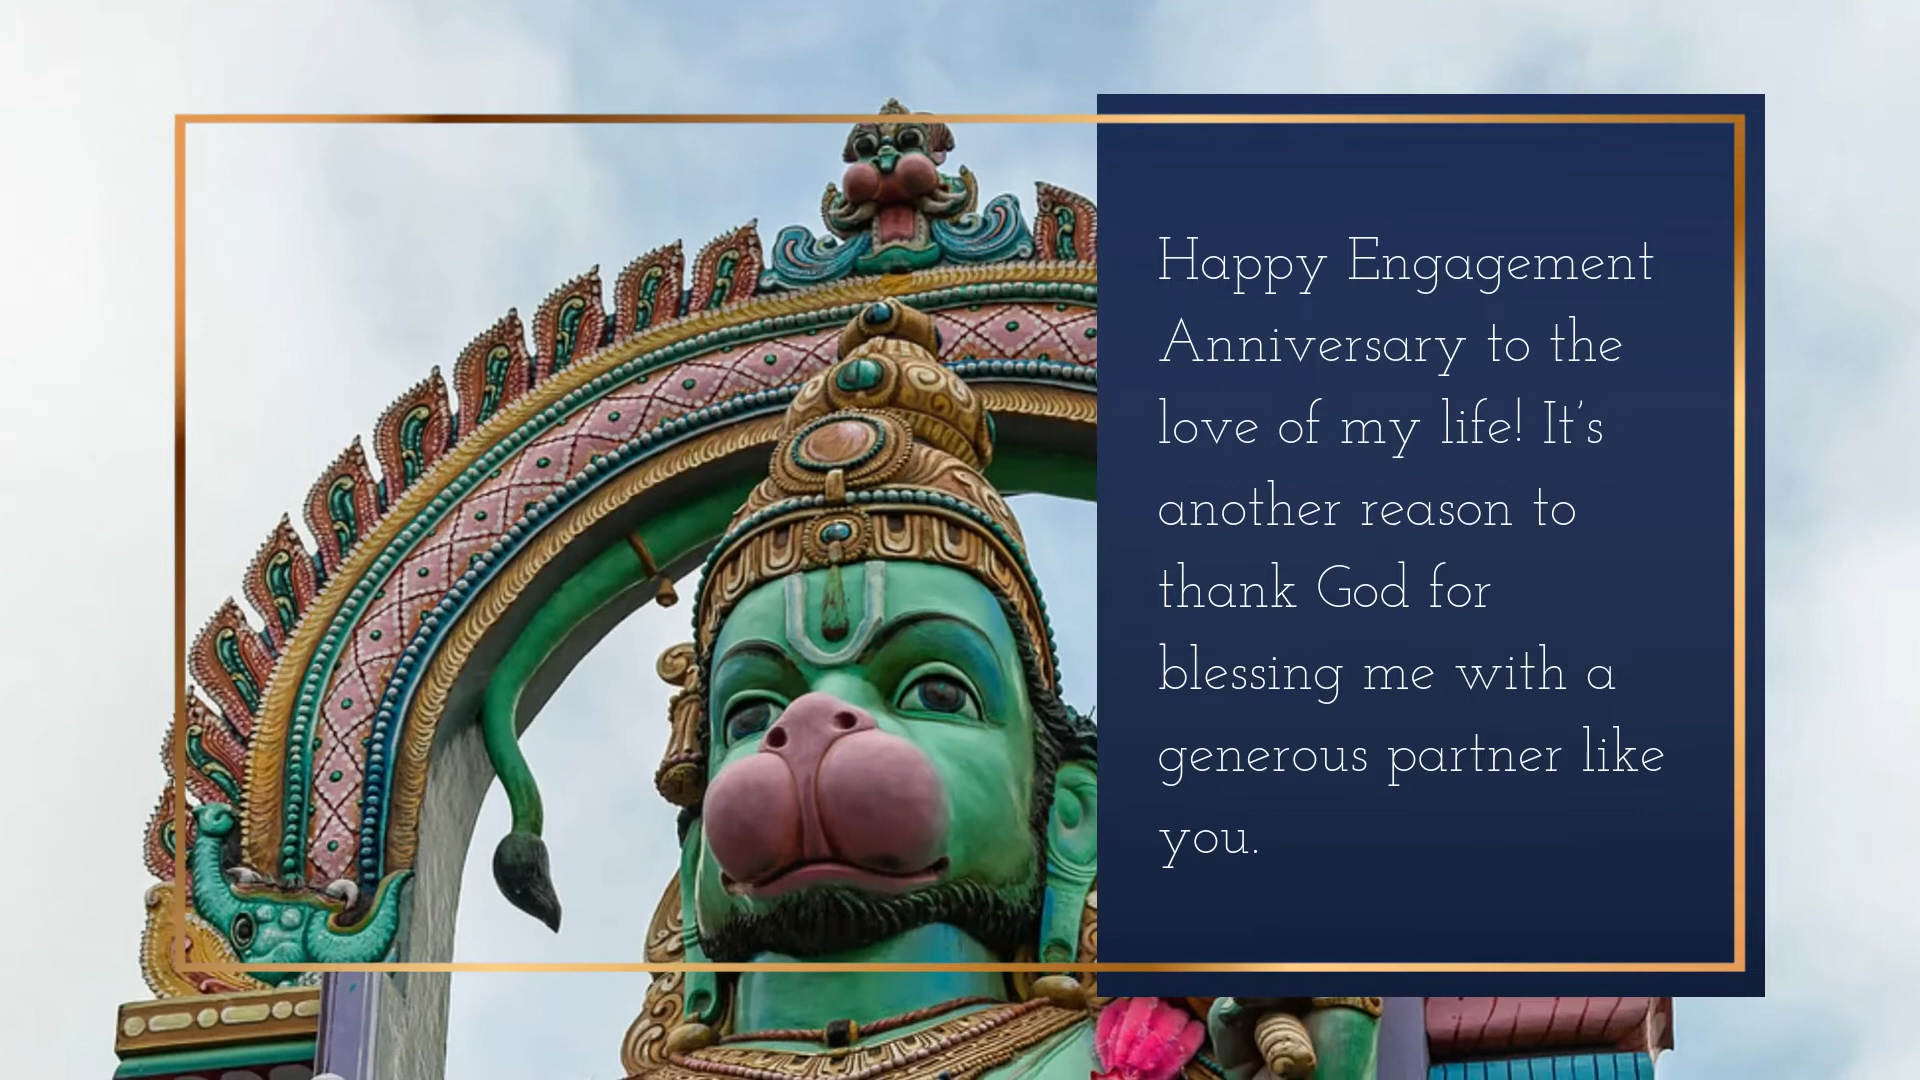 Happy Engagement
Anniversary to the
love of my life! It's
another reason to
thank God for
blessing me with a
generous partner like
you.